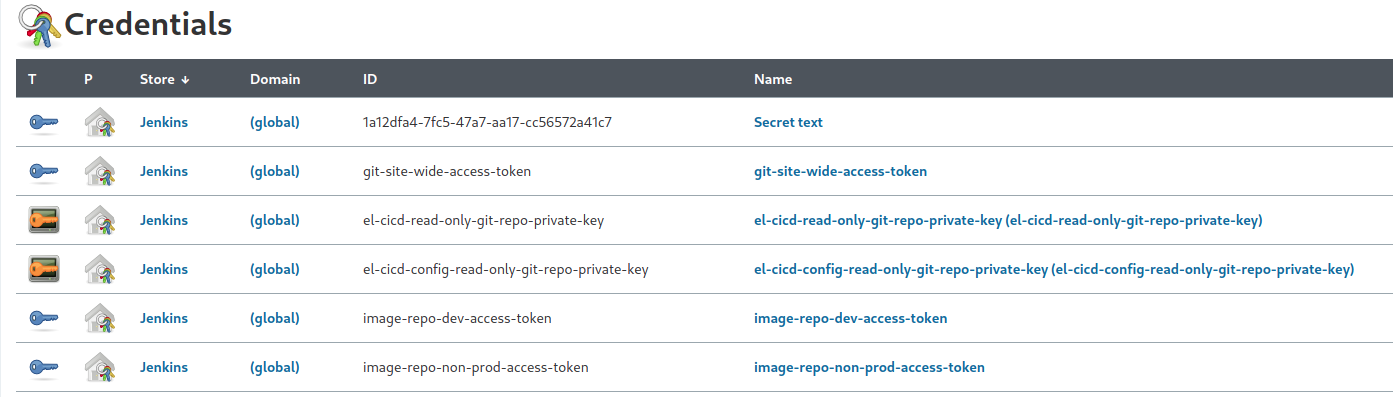 Credentials
T P Store ↓ Domain ID Name
Jenkins (global) 1a12dfa4-7fc5-47a7-aa17-cc56572a41c7 Secret text
Jenkins (global) git-site-wide-access-token git-site-wide-access-token
Jenkins (global) el-cicd-read-only-git-repo-private-key el-cicd-read-only-git-repo-private-key (el-cicd-read-only-git-repo-private-key)
Jenkins (global) el-cicd-config-read-only-git-repo-private-key el-cicd-config-read-only-git-repo-private-key (el-cicd-config-read-only-git-repo-private-key)
Jenkins (global) image-repo-dev-access-token image-repo-dev-access-token
Jenkins (global) image-repo-non-prod-access-token image-repo-non-prod-access-token